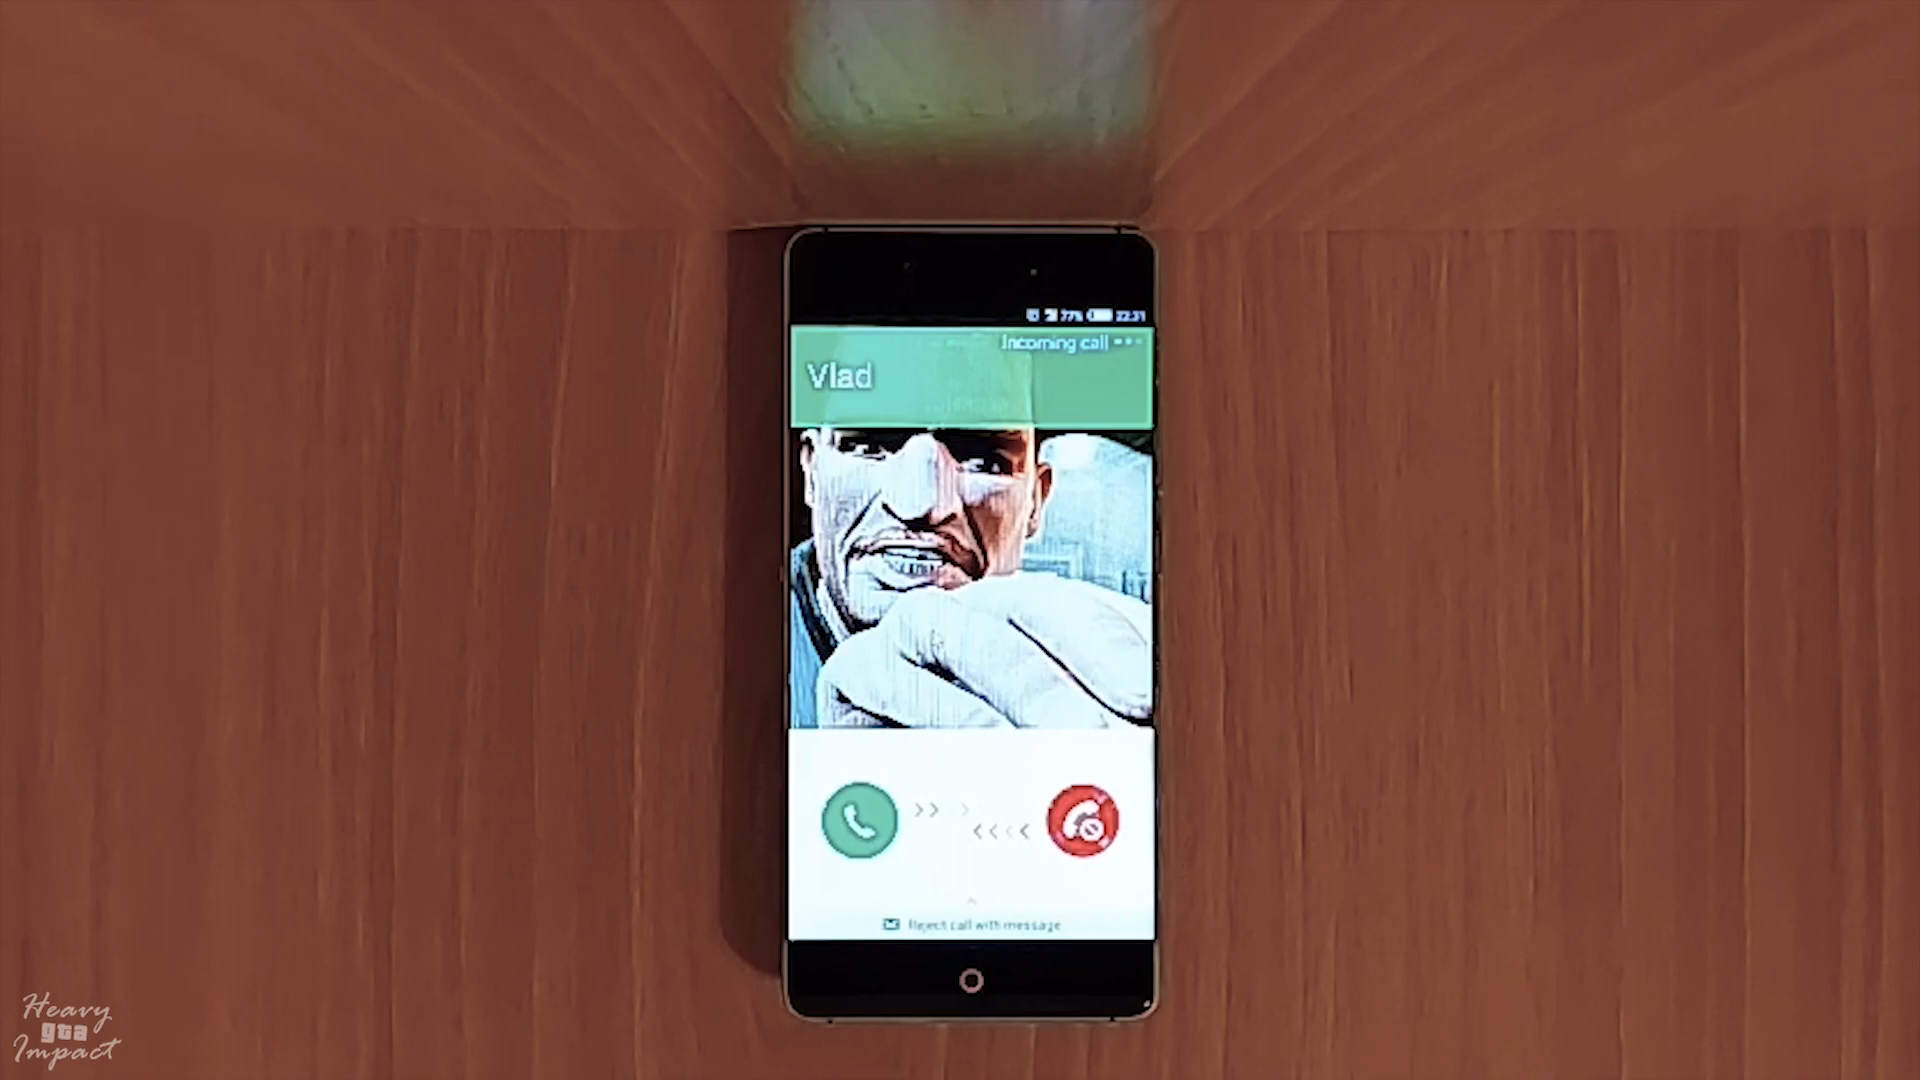 77% 22:31
Incoming call
Vlad
Reject call with message
Heavy
gta
Impact